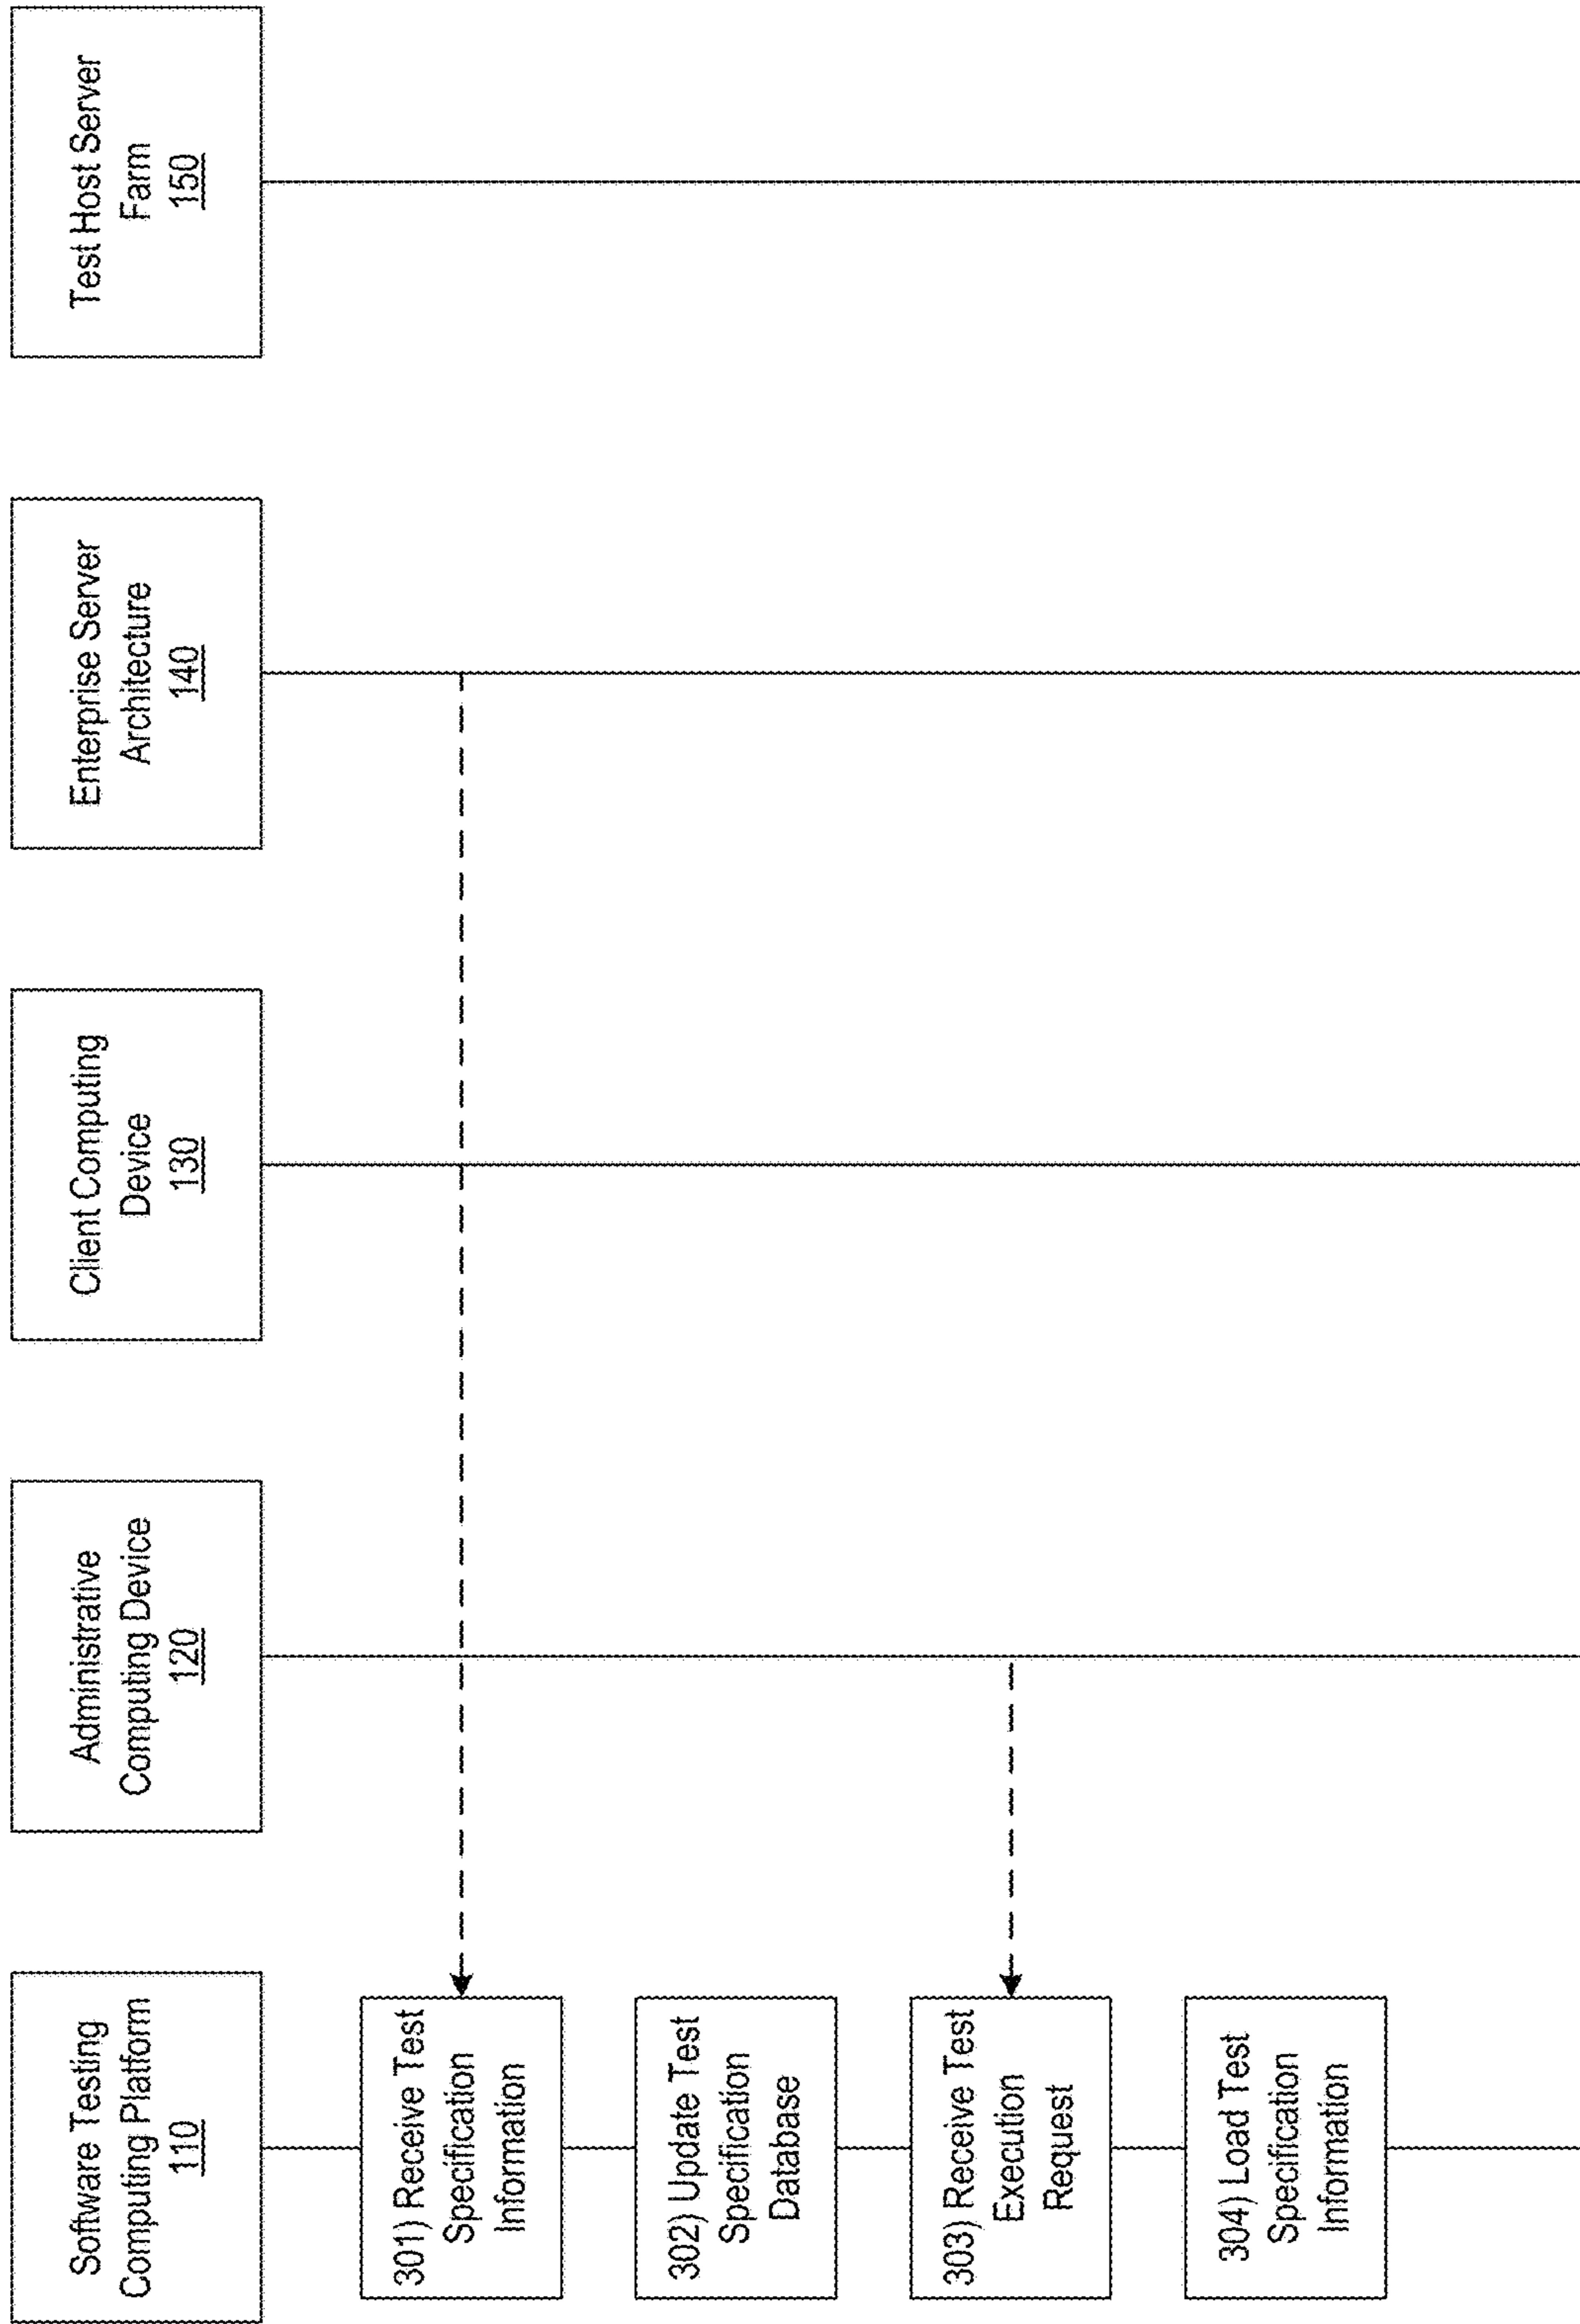 Software Testing
Computing Platform
110
Administrative
Computing Device
120
Client Computing
Device
130
Enterprise Server
Architecture
140
Test Host Server
Farm
150
301) Receive Test
Specification
Information
302) Update Test
Specification
Database
303) Receive Test
Execution
Request
304) Load Test
Specification
Information